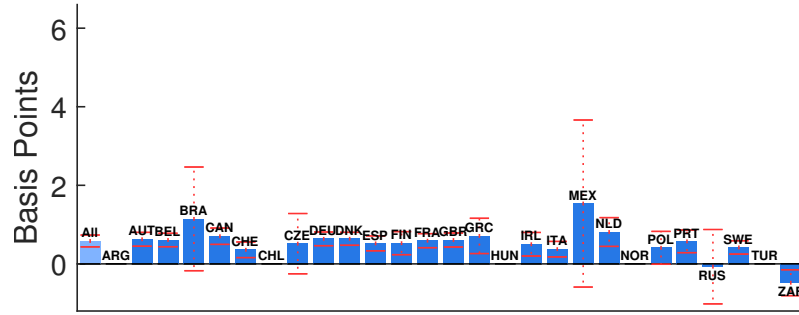 Basis Points
6
4
2
0
All
ARG
AUT
BEL
BRA
CAN
CHE
CHL
CZE
DEU
DNK
ESP
FIN
FRA
GBR
GRC
HUN
IRL
ITA
MEX
NLD
NOR
POL
PRT
RUS
SWE
TUR